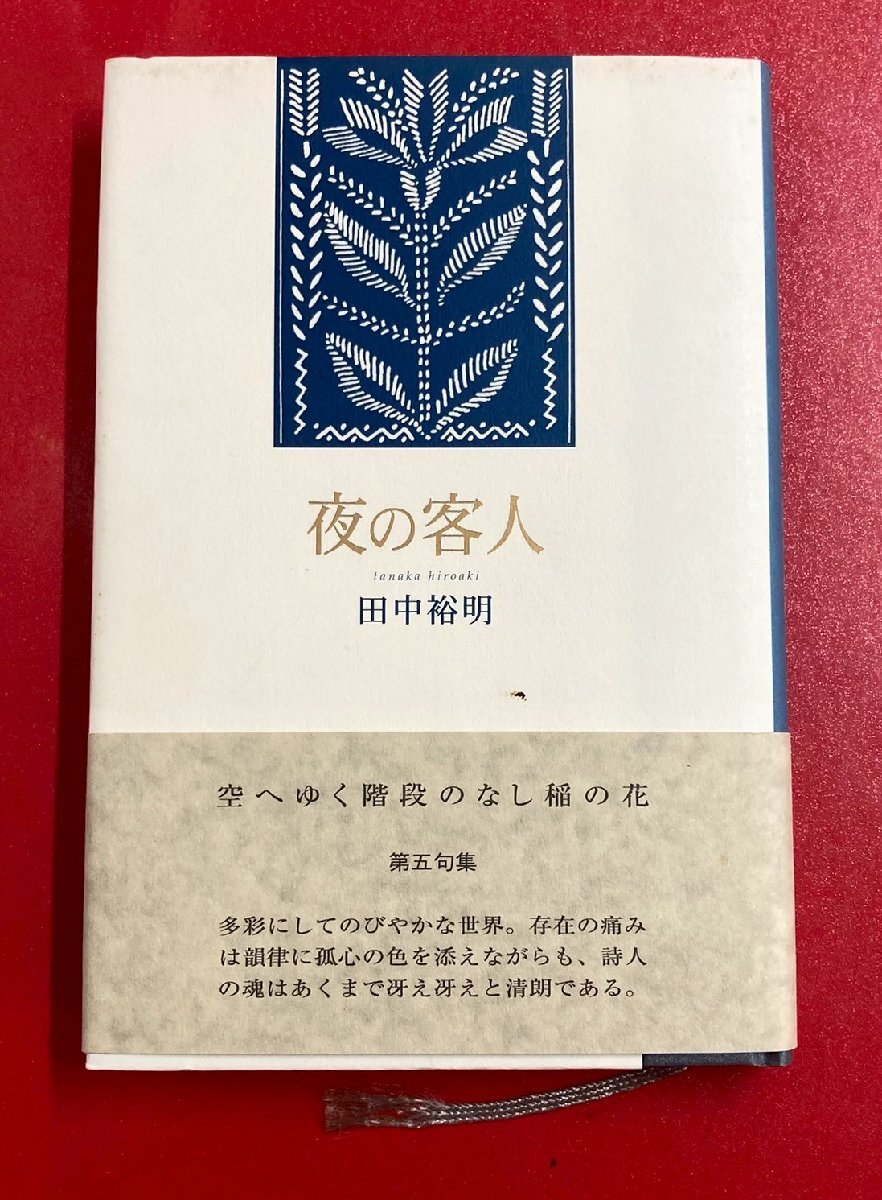 夜の客人
tanaka hiroaki
田中裕明
空へゆく階段のなし稲の花
第五句集
多彩にしてのびやかな世界。存在の痛み
は韻律に孤心の色を添えながらも、詩人
の魂はあくまで冴え冴えと清朗である。